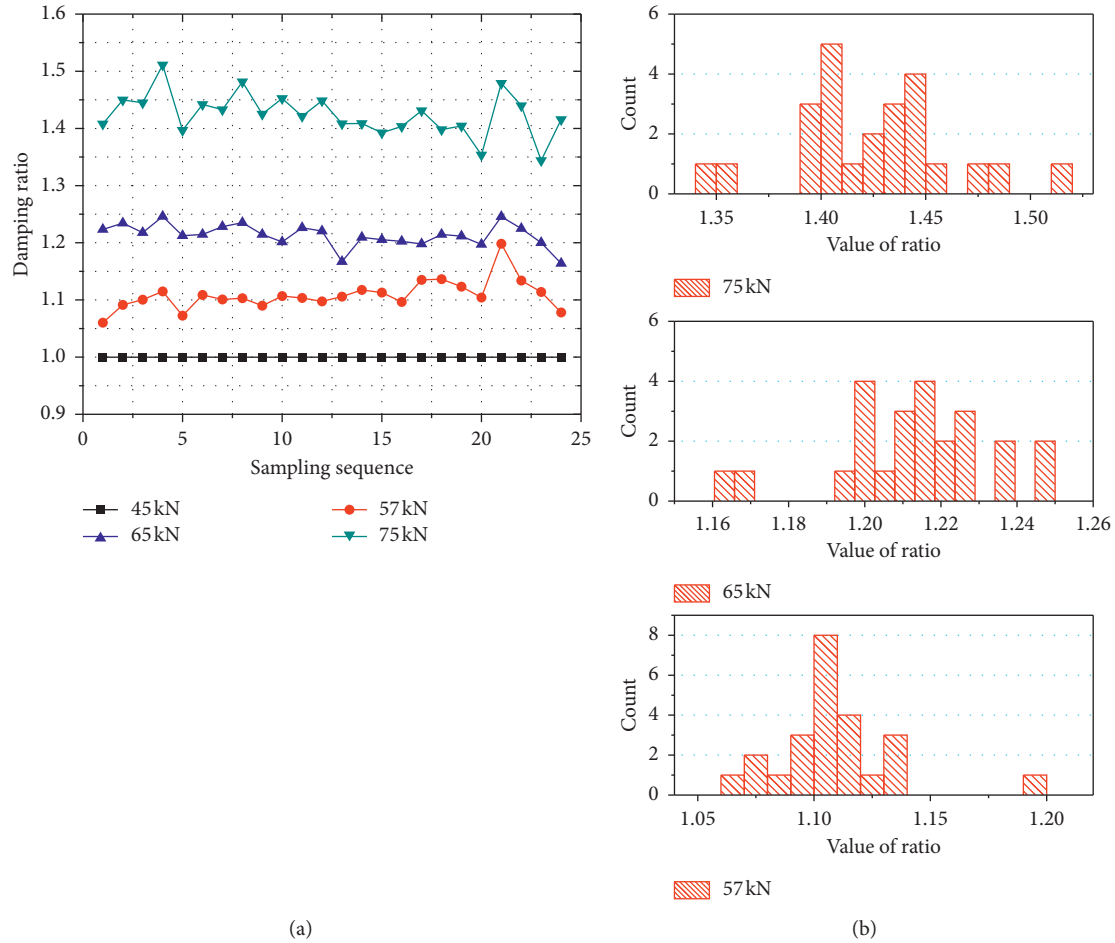 1.6
1.5
1.4
1.3
1.2
1.1
1.0
0.9
Damping ratio
0 5 10 15 20 25
Sampling sequence
45 kN 57 kN
65 kN 75 kN
(a)
6
4
2
0
Count
1.35 1.40 1.45 1.50
Value of ratio
75 kN
6
4
2
0
Count
1.16 1.18 1.20 1.22 1.24 1.26
Value of ratio
65 kN
8
6
4
2
0
Count
1.05 1.10 1.15 1.20
Value of ratio
57 kN
(b)